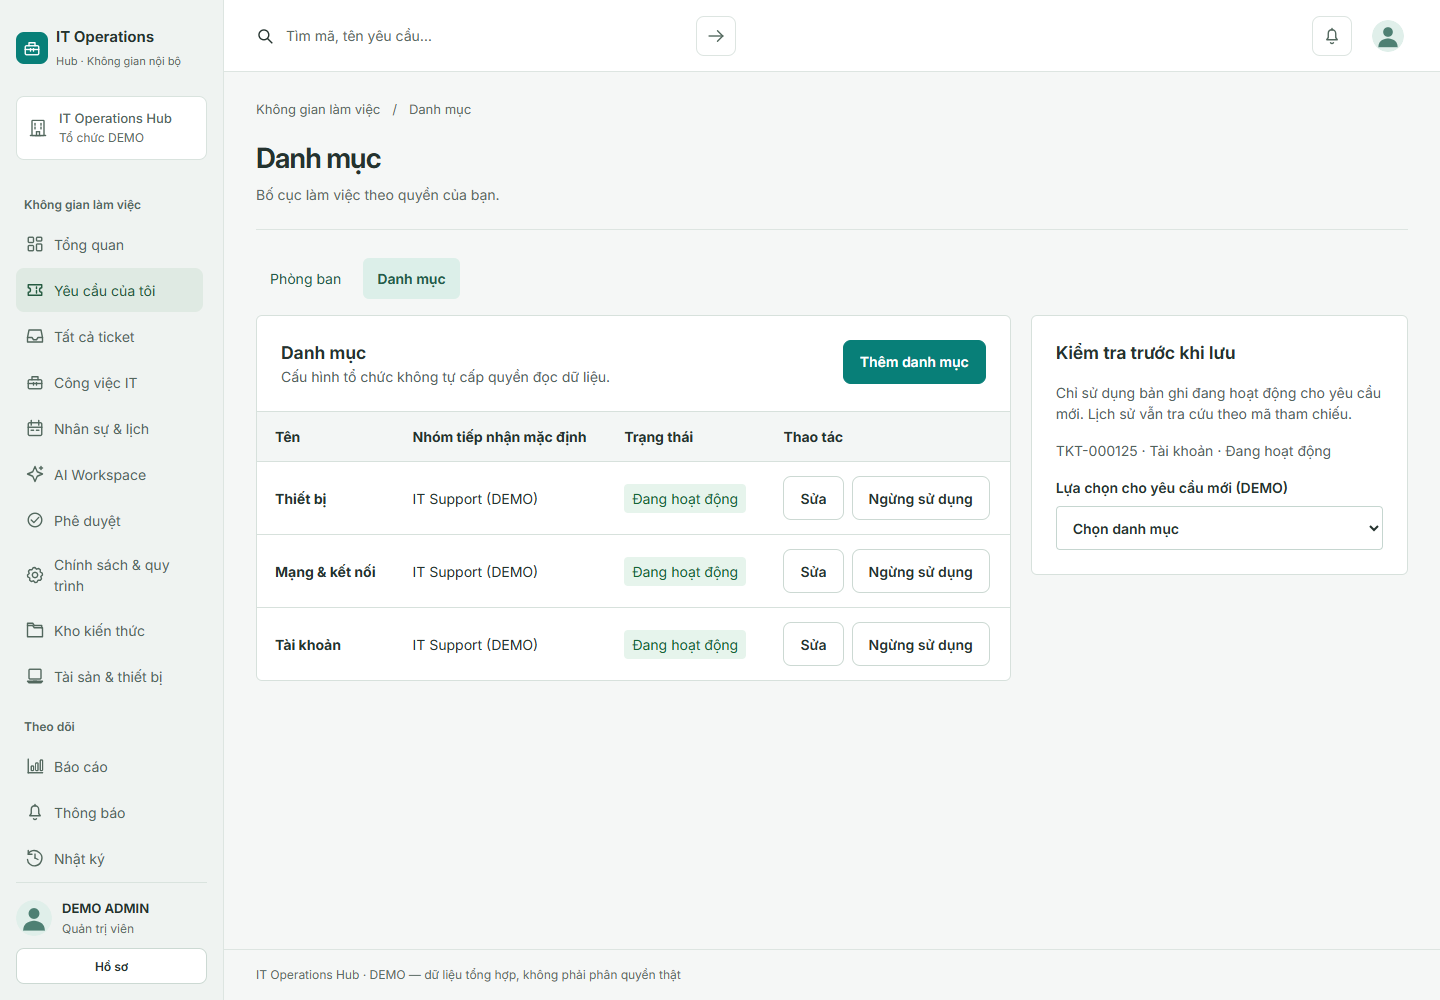 IT Operations
Hub · Không gian nội bộ
IT Operations Hub
Tổ chức DEMO
Không gian làm việc
Tổng quan
Yêu cầu của tôi
Tất cả ticket
Công việc IT
Nhân sự & lịch
AI Workspace
Phê duyệt
Chính sách & quy
trình
Kho kiến thức
Tài sản & thiết bị
Theo dõi
Báo cáo
Thông báo
Nhật ký
DEMO ADMIN
Quản trị viên
Hồ sơ
Tìm mã, tên yêu cầu...
Không gian làm việc / Danh mục
Danh mục
Bố cục làm việc theo quyền của bạn.
Phòng ban Danh mục
Danh mục
Cấu hình tổ chức không tự cấp quyền đọc dữ liệu.
Thêm danh mục
Tên Nhóm tiếp nhận mặc định Trạng thái Thao tác
Thiết bị IT Support (DEMO) Đang hoạt động Sửa Ngừng sử dụng
Mạng & kết nối IT Support (DEMO) Đang hoạt động Sửa Ngừng sử dụng
Tài khoản IT Support (DEMO) Đang hoạt động Sửa Ngừng sử dụng
Kiểm tra trước khi lưu
Chỉ sử dụng bản ghi đang hoạt động cho yêu cầu
mới. Lịch sử vẫn tra cứu theo mã tham chiếu.
TKT-000125 · Tài khoản · Đang hoạt động
Lựa chọn cho yêu cầu mới (DEMO)
Chọn danh mục
IT Operations Hub · DEMO — dữ liệu tổng hợp, không phải phân quyền thật